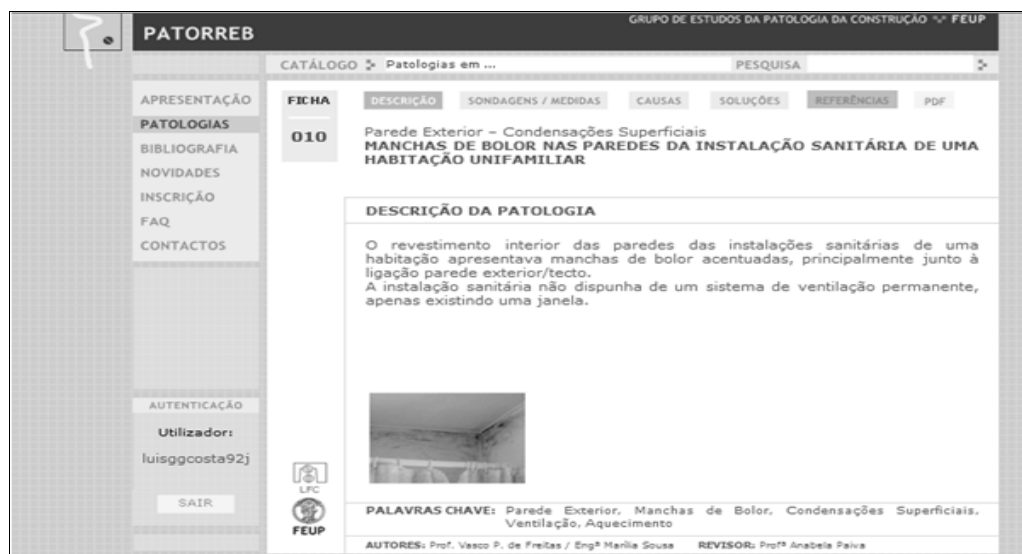 GRUPO DE ESTUDOS DA PATOLOGIA DA CONSTRUÇÃO FEUP
PATORREB
CATÁLOGO Patologias em ... PESQUISA
APRESENTAÇÃO
PATOLOGIAS
BIBLIOGRAFIA
NOVIDADES
INSCRIÇÃO
FAQ
CONTACTOS
AUTENTICAÇÃO
Utilizador:
luisggcosta92j
SAIR
FICHA
010
LFC
FEUP
DESCRIÇÃO SONDAGENS / MEDIDAS CAUSAS SOLUÇÕES REFERÊNCIAS PDF
Parede Exterior – Condensações Superficiais
MANCHAS DE BOLOR NAS PAREDES DA INSTALAÇÃO SANITÁRIA DE UMA
HABITAÇÃO UNIFAMILIAR
DESCRIÇÃO DA PATOLOGIA
O revestimento interior das paredes das instalações sanitárias de uma
habitação apresentava manchas de bolor acentuadas, principalmente junto à
ligação parede exterior/tecto.
A instalação sanitária não dispunha de um sistema de ventilação permanente,
apenas existindo uma janela.
PALAVRAS CHAVE: Parede Exterior, Manchas de Bolor, Condensações Superficiais,
Ventilação, Aquecimento
AUTORES: Prof. Vasco P. de Freitas / Engª Marília Sousa REVISOR: Profª Anabela Paiva